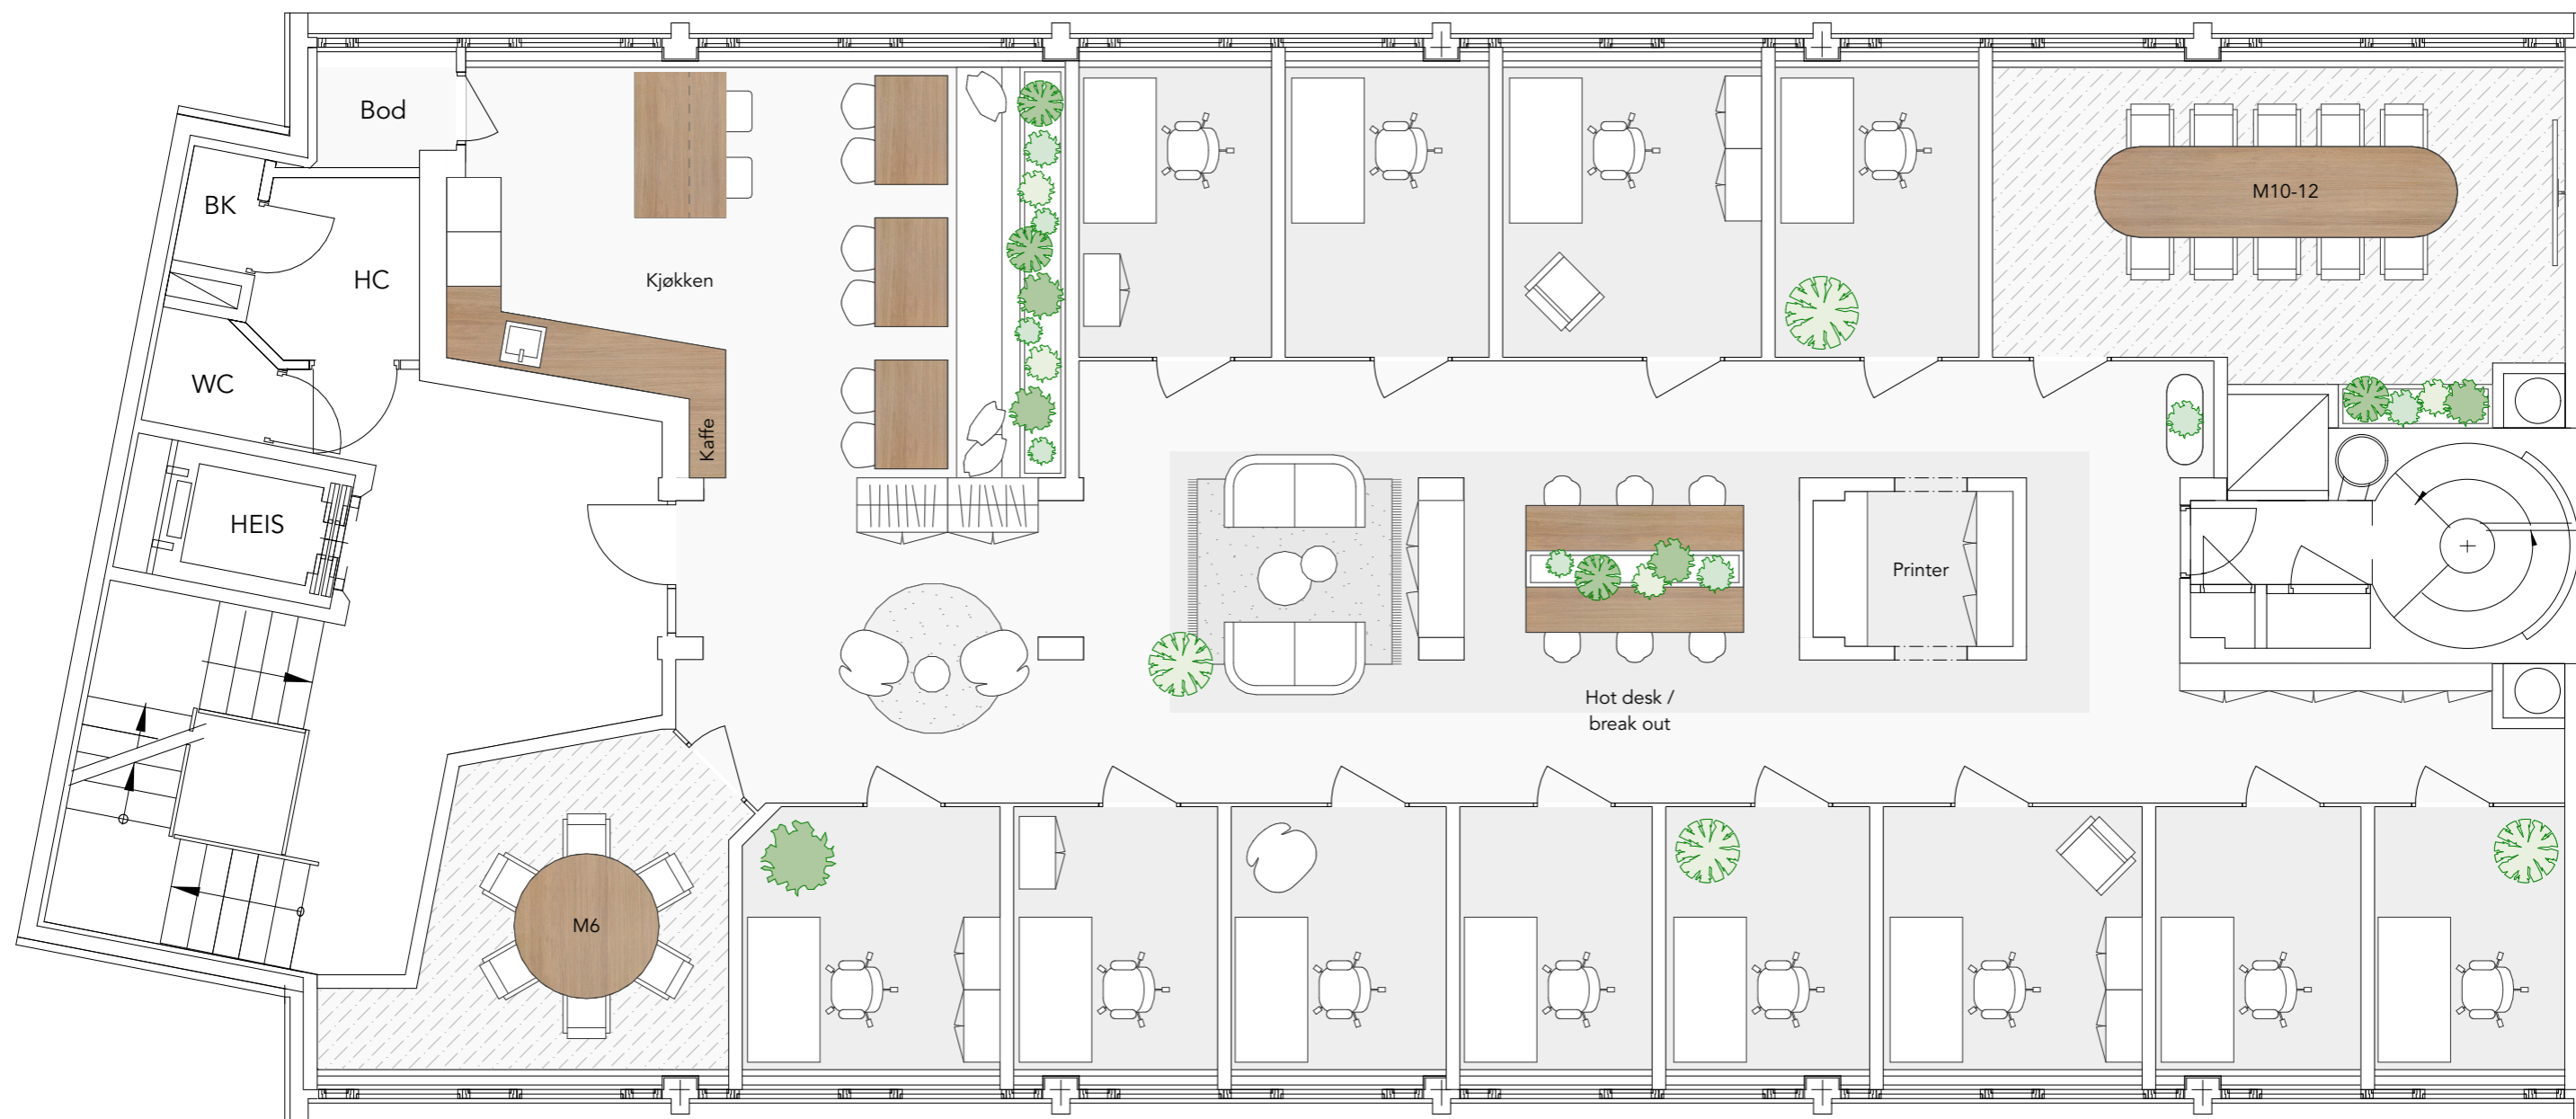 Bod
BK
HC
WC
HEIS
Kjøkken
Kaffe
M10-12
Printer
Hot desk /
break out
M6